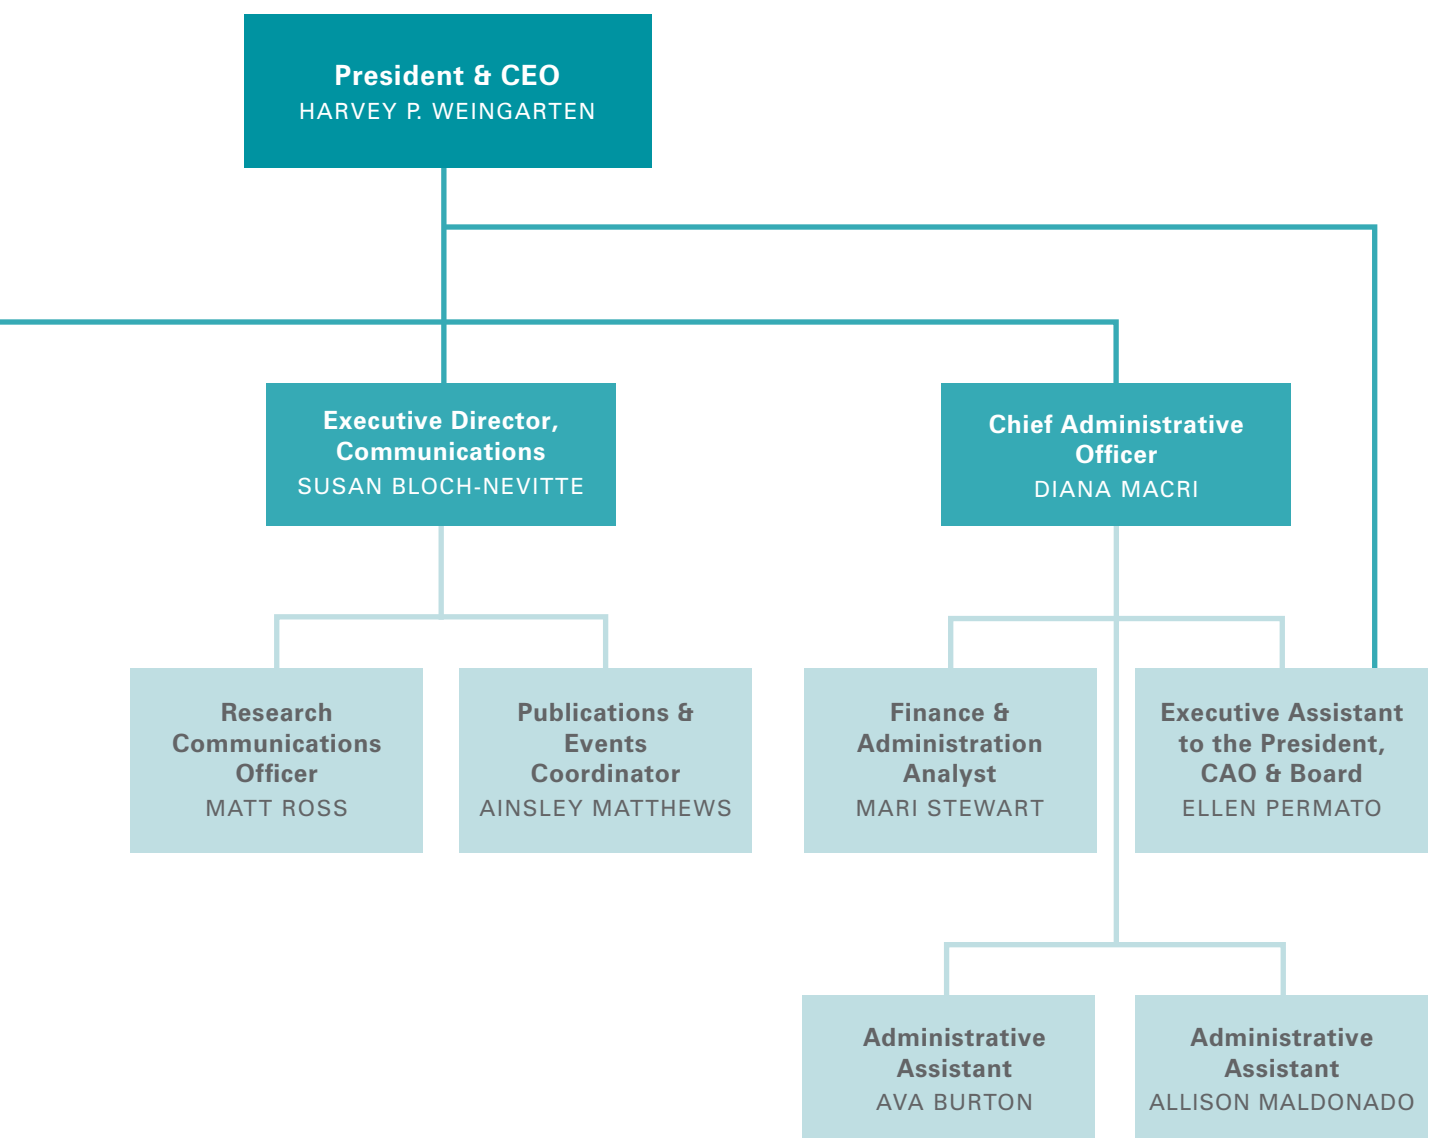 President & CEO
HARVEY P. WEINGARTEN
Executive Director,
Communications
SUSAN BLOCH-NEVITTE
Chief Administrative
Officer
DIANA MACRI
Research
Communications
Officer
MATT ROSS
Publications &
Events
Coordinator
AINSLEY MATTHEWS
Finance &
Administration
Analyst
MARI STEWART
Executive Assistant
to the President,
CAO & Board
ELLEN PERMATO
Administrative
Assistant
AVA BURTON
Administrative
Assistant
ALLISON MALDONADO